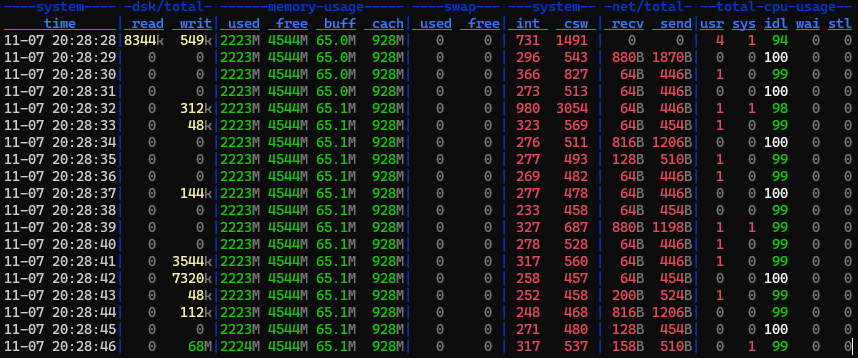 ----system---- -dsk/total- -----memory-usage----- ----swap--- ---system-- -net/total- --total-cpu-usage--
time | read writ| used free buff cach| used free| int csw | recv send|usr sys idl wai stl
11-07 20:28:28|8344k 549k|2223M 4544M 65.0M 928M| 0 0 | 731 1491 | 0 0 | 4 1 94 0 0
11-07 20:28:29| 0 0 |2223M 4544M 65.0M 928M| 0 0 | 296 543 | 880B 1870B| 0 0 100 0 0
11-07 20:28:30| 0 0 |2223M 4544M 65.0M 928M| 0 0 | 366 827 | 64B 446B| 1 0 99 0 0
11-07 20:28:31| 0 0 |2223M 4544M 65.0M 928M| 0 0 | 273 513 | 64B 446B| 0 0 100 0 0
11-07 20:28:32| 0 312k|2223M 4544M 65.1M 928M| 0 0 | 980 3054 | 64B 446B| 1 1 98 0 0
11-07 20:28:33| 0 48k|2223M 4544M 65.1M 928M| 0 0 | 323 569 | 64B 454B| 1 0 99 0 0
11-07 20:28:34| 0 0 |2223M 4544M 65.1M 928M| 0 0 | 276 511 | 816B 1206B| 0 0 100 0 0
11-07 20:28:35| 0 0 |2223M 4544M 65.1M 928M| 0 0 | 277 493 | 128B 510B| 1 0 99 0 0
11-07 20:28:36| 0 0 |2223M 4544M 65.1M 928M| 0 0 | 269 482 | 64B 446B| 1 0 99 0 0
11-07 20:28:37| 0 144k|2223M 4544M 65.1M 928M| 0 0 | 277 478 | 64B 446B| 0 0 100 0 0
11-07 20:28:38| 0 0 |2223M 4544M 65.1M 928M| 0 0 | 233 458 | 64B 454B| 0 0 99 0 0
11-07 20:28:39| 0 0 |2223M 4544M 65.1M 928M| 0 0 | 327 687 | 880B 1198B| 1 1 99 0 0
11-07 20:28:40| 0 0 |2223M 4544M 65.1M 928M| 0 0 | 278 528 | 64B 446B| 1 0 99 0 0
11-07 20:28:41| 0 3544k|2223M 4544M 65.1M 928M| 0 0 | 317 560 | 64B 446B| 1 0 99 0 0
11-07 20:28:42| 0 7320k|2223M 4544M 65.1M 928M| 0 0 | 258 457 | 64B 454B| 0 0 100 0 0
11-07 20:28:43| 0 48k|2223M 4544M 65.1M 928M| 0 0 | 252 458 | 200B 524B| 1 0 99 0 0
11-07 20:28:44| 0 112k|2223M 4544M 65.1M 928M| 0 0 | 248 468 | 816B 1206B| 0 0 99 0 0
11-07 20:28:45| 0 0 |2223M 4544M 65.1M 928M| 0 0 | 271 480 | 128B 454B| 0 0 100 0 0
11-07 20:28:46| 0 68M|2224M 4544M 65.1M 928M| 0 0 | 317 537 | 158B 510B| 0 1 99 0 0